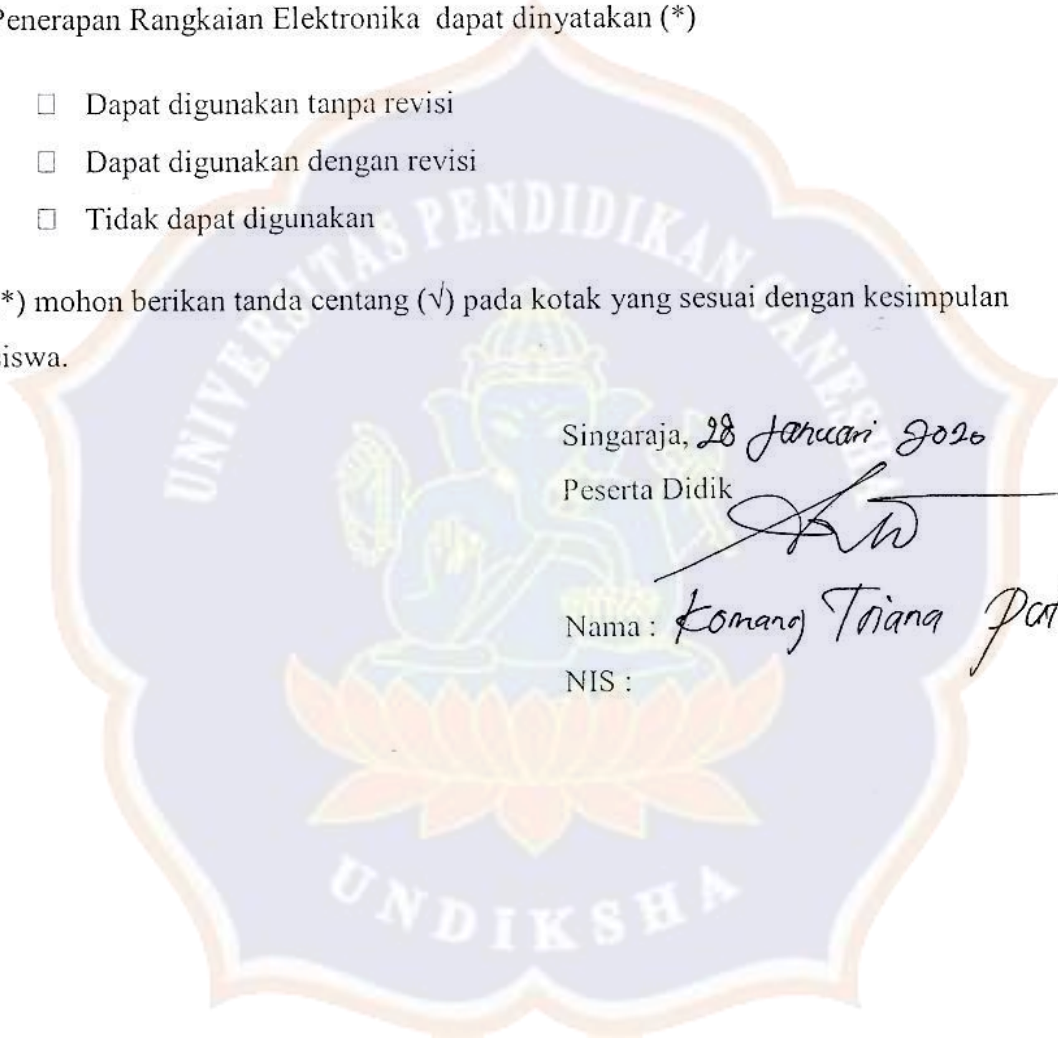 Penerapan Rangkaian Elektronika dapat dinyatakan (*)
□ Dapat digunakan tanpa revisi
□ Dapat digunakan dengan revisi
□ Tidak dapat digunakan
*) mohon berikan tanda centang (√) pada kotak yang sesuai dengan kesimpulan
siswa.
Singaraja, 28 Januari 2020
Peserta Didik
Nama : Komang Triana
NIS :
UNIVERSITAS PENDIDIKAN GANESHA
UNDIKSHA